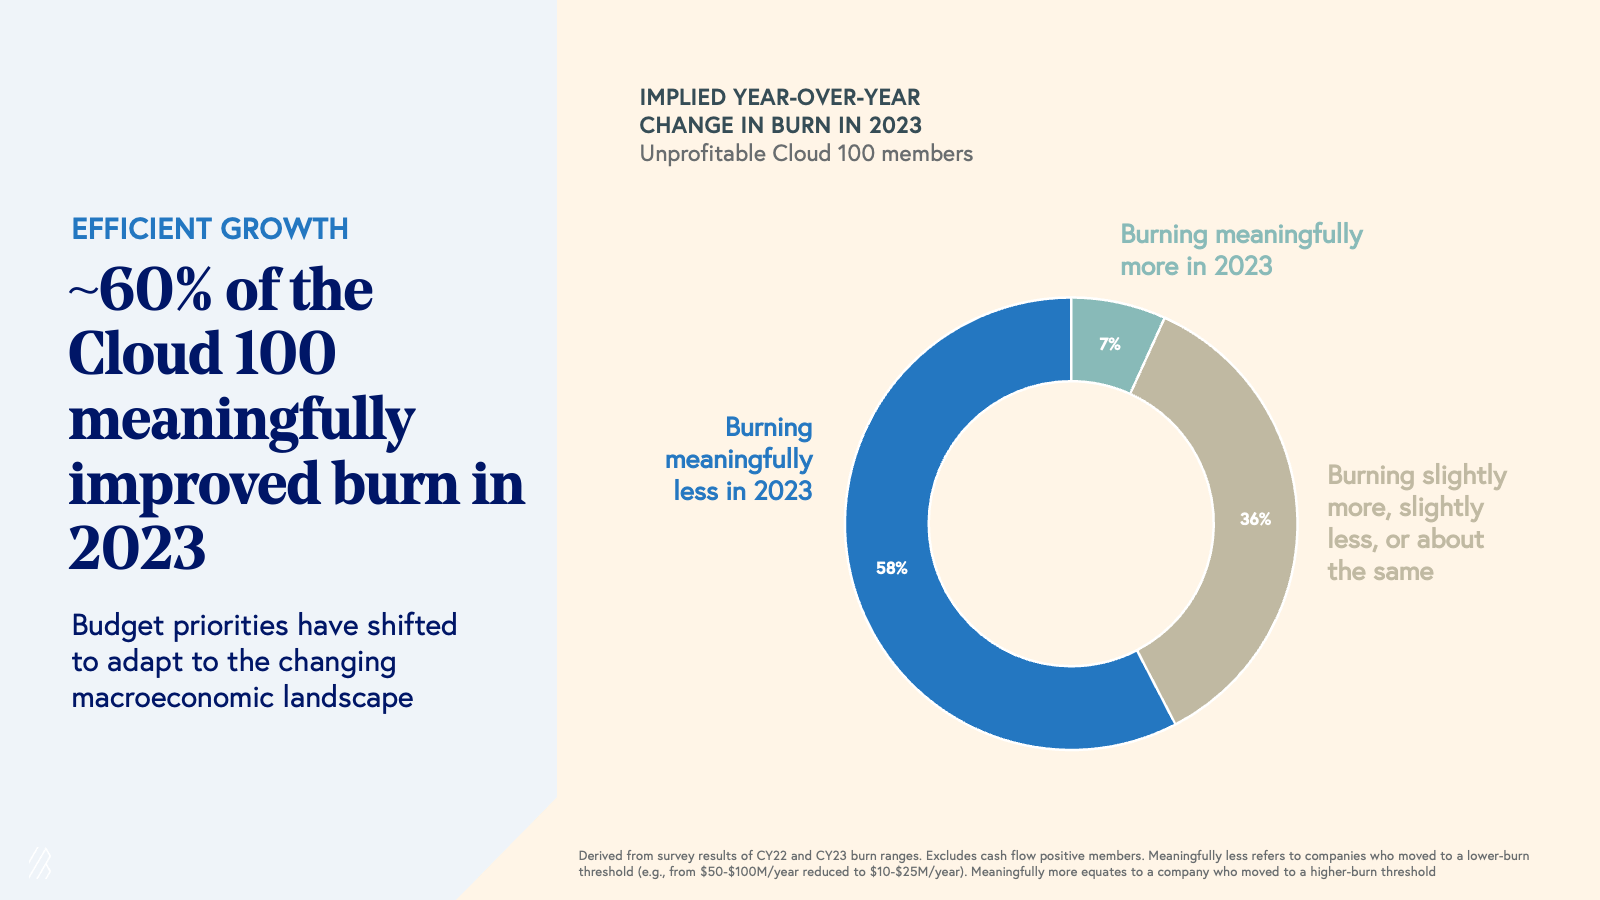 EFFICIENT GROWTH
~60% of the
Cloud 100
meaningfully
improved burn in
2023
Budget priorities have shifted
to adapt to the changing
macroeconomic landscape
IMPLIED YEAR-OVER-YEAR
CHANGE IN BURN IN 2023
Unprofitable Cloud 100 members
Burning meaningfully
more in 2023
7%
Burning
meaningfully
less in 2023
58%
36%
Burning slightly
more, slightly
less, or about
the same
Derived from survey results of CY22 and CY23 burn ranges. Excludes cash flow positive members. Meaningfully less refers to companies who moved to a lower-burn
threshold (e.g., from $50-$100M/year reduced to $10-$25M/year). Meaningfully more equates to a company who moved to a higher-burn threshold